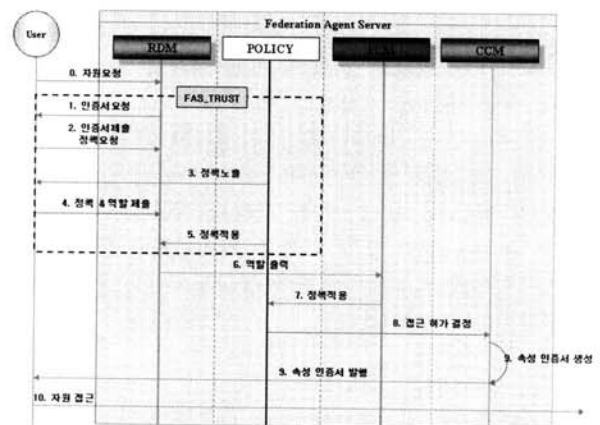 Federation Agent Server
User
RDM
POLICY
CCM
0. 자원요청
FAS_TRUST
1. 인증서요청
2. 인증서제출
정책요청
3. 정책노출
4. 정책 & 역할 제출
5. 정책적용
6. 역할 출력
7. 정책적용
8. 접근 허가 결정
9. 속성 인증서 생성
9. 속성 인증서 발행
10. 자원 접근